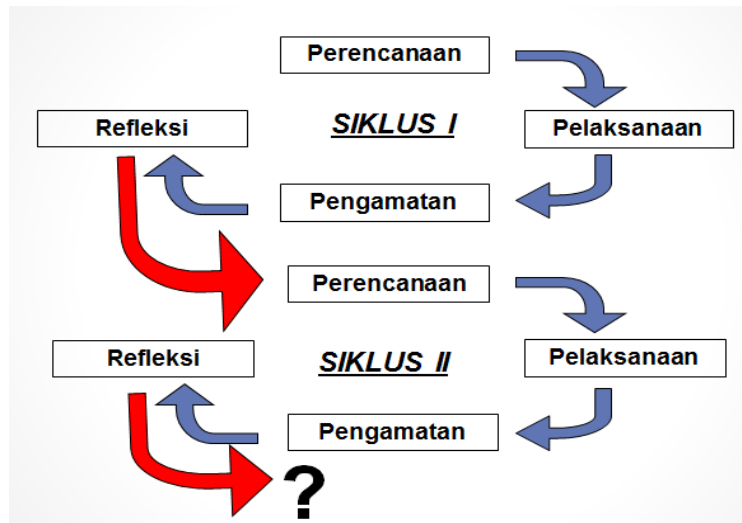 Perencanaan
Refleksi
SIKLUS I
Pelaksanaan
Pengamatan
Perencanaan
Refleksi
SIKLUS II
Pelaksanaan
Pengamatan
?